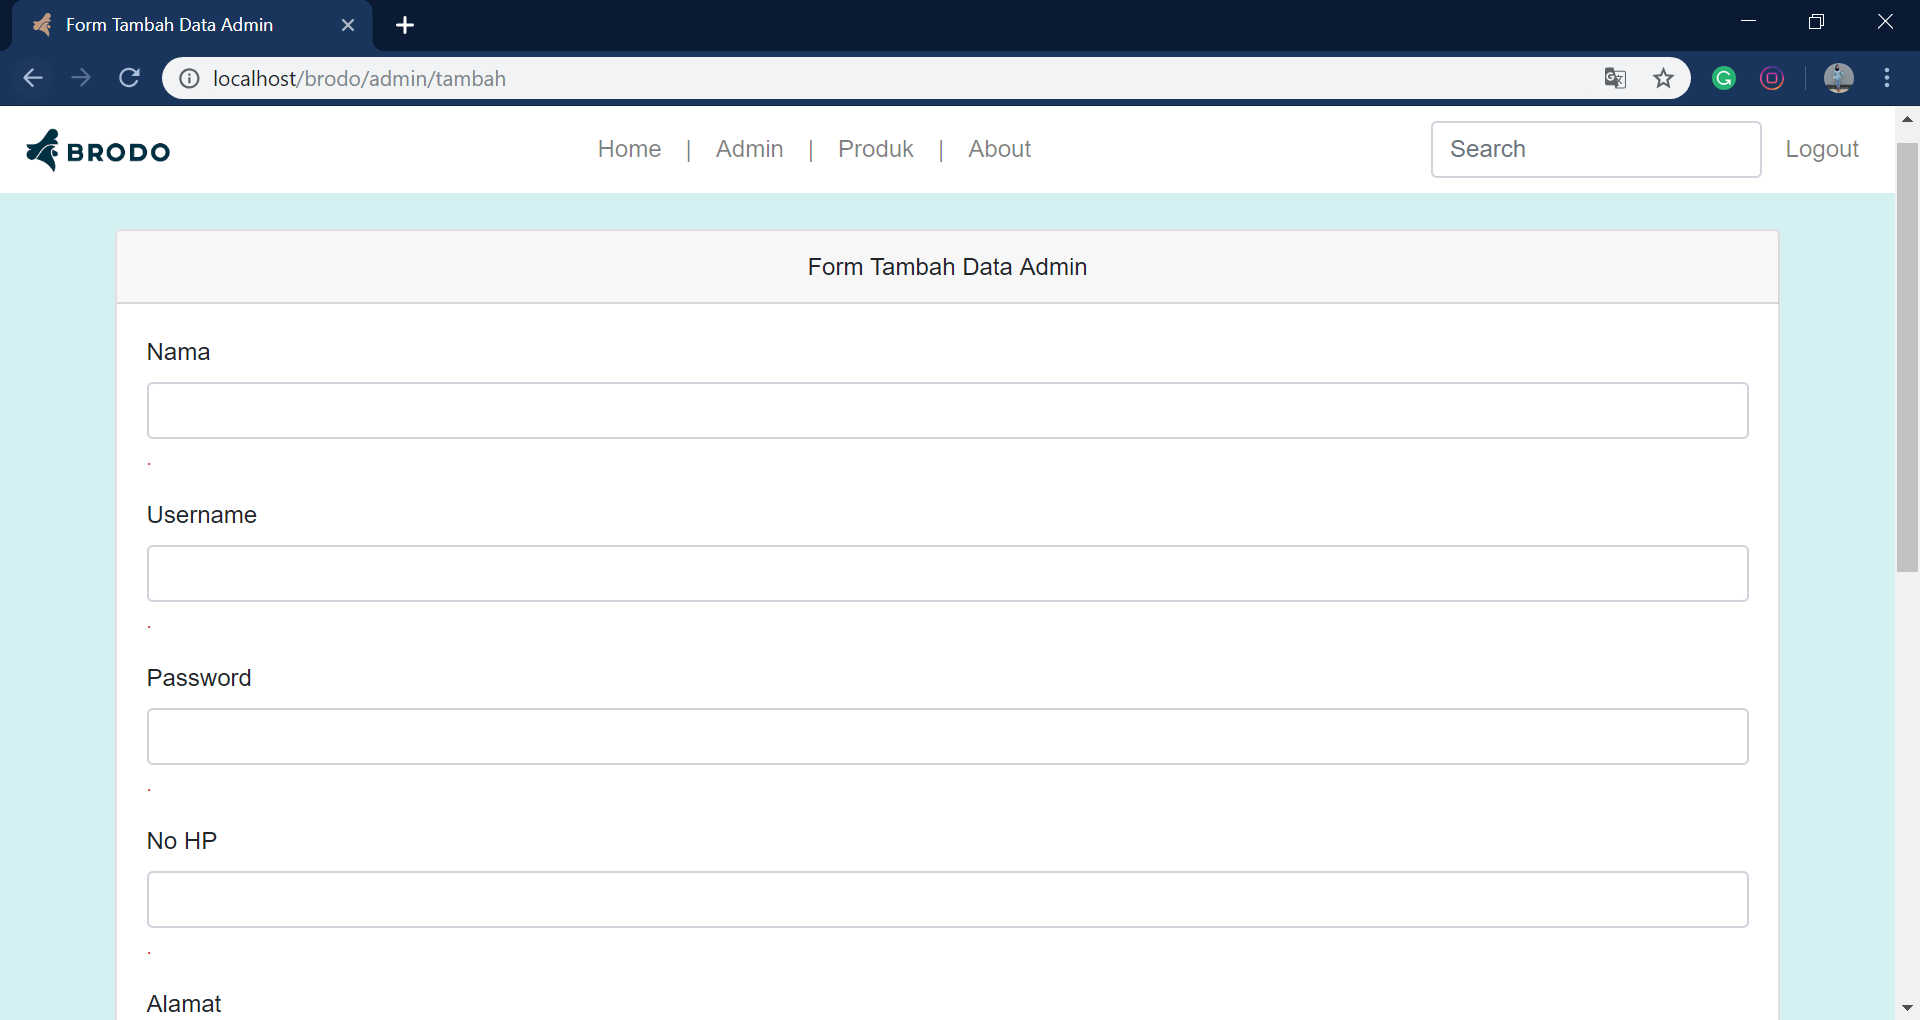 Form Tambah Data Admin
localhost/brodo/admin/tambah
BRODO
Home | Admin | Produk | About
Search
Logout
Form Tambah Data Admin
Nama
.
Username
.
Password
.
No HP
.
Alamat